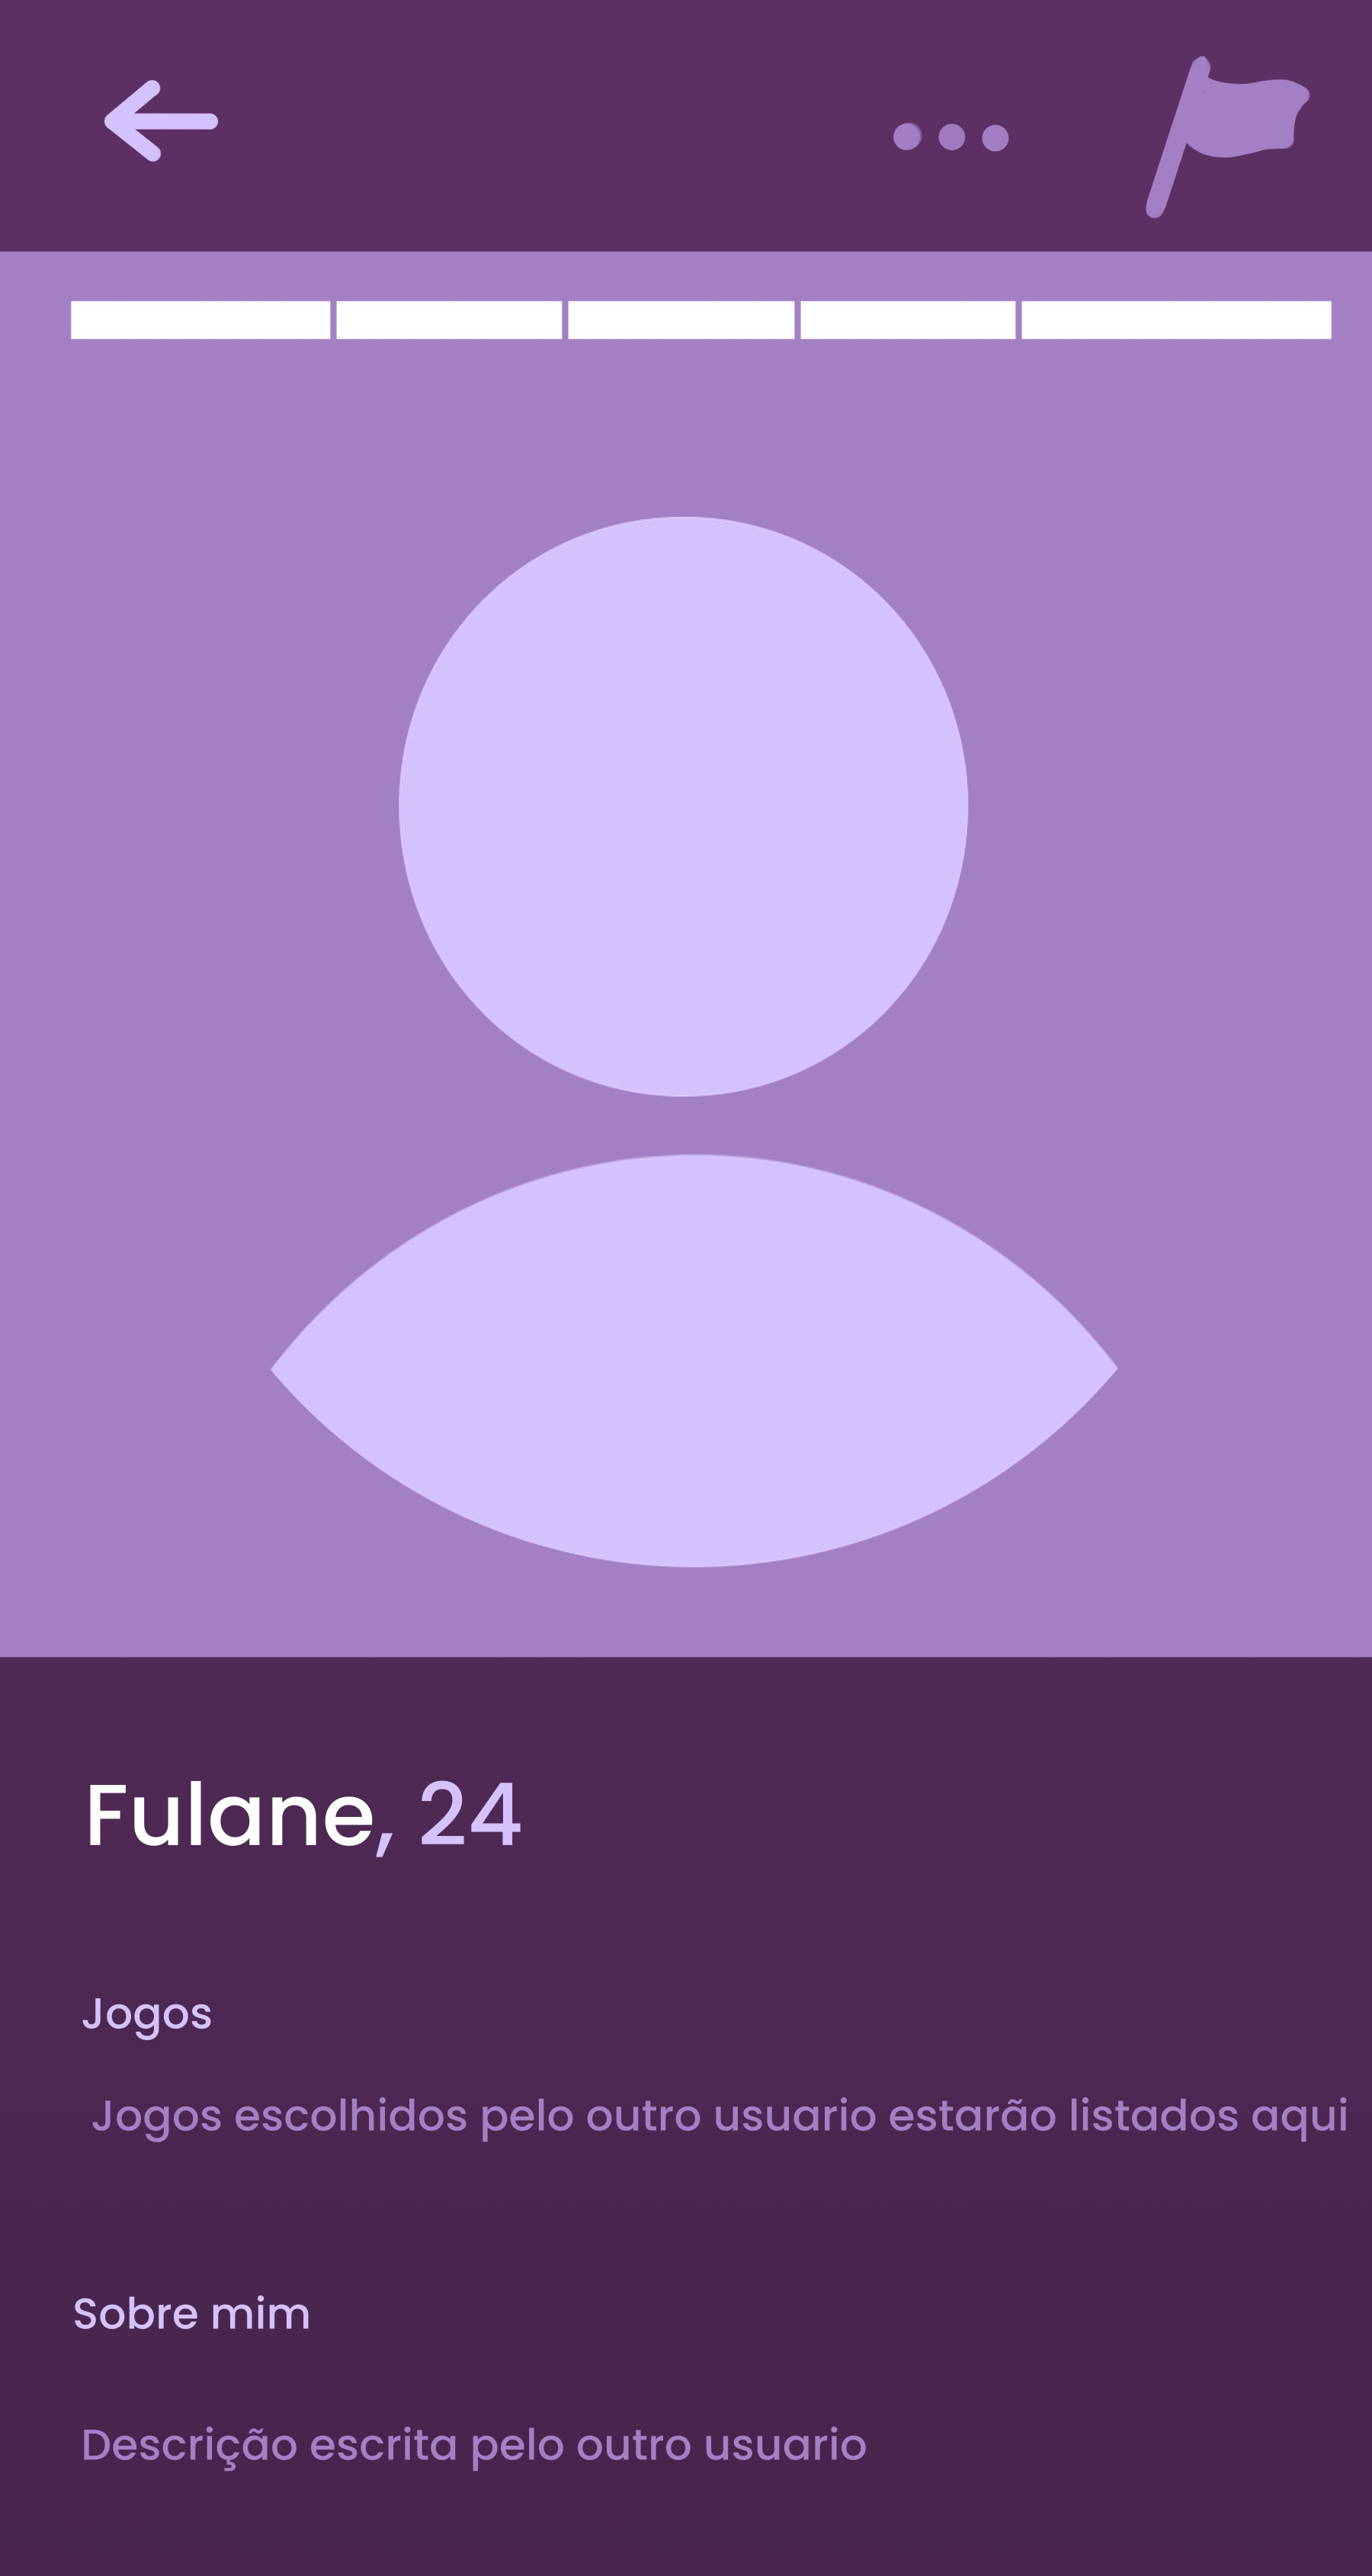 Fulane, 24
Jogos
Jogos escolhidos pelo outro usuario estarão listados aqui
Sobre mim
Descrição escrita pelo outro usuario